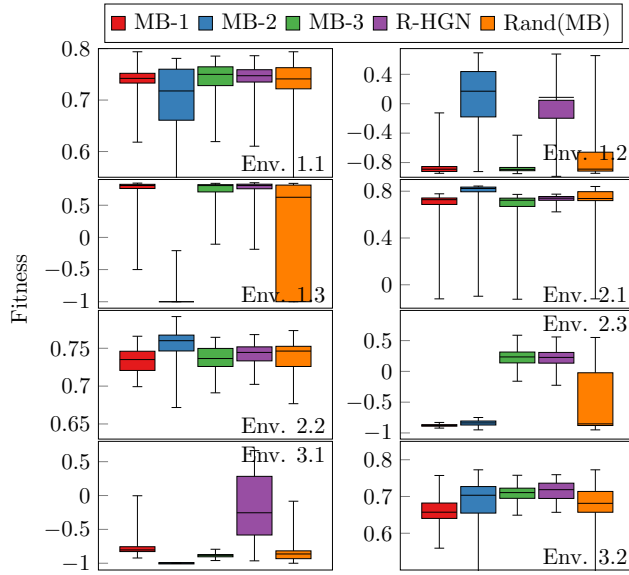 MB-1 MB-2 MB-3 R-HGN Rand(MB)
Fitness
0.8
0.7
0.6
Env. 1.1
0.4
0
−0.4
−0.8
Env. 1.2
0.5
0
−0.5
−1
Env. 1.3
0.8
0.4
0
Env. 2.1
0.75
0.7
0.65
Env. 2.2
0.5
0
−0.5
−1
Env. 2.3
0.5
0
−0.5
−1
Env. 3.1
0.8
0.7
0.6
Env. 3.2